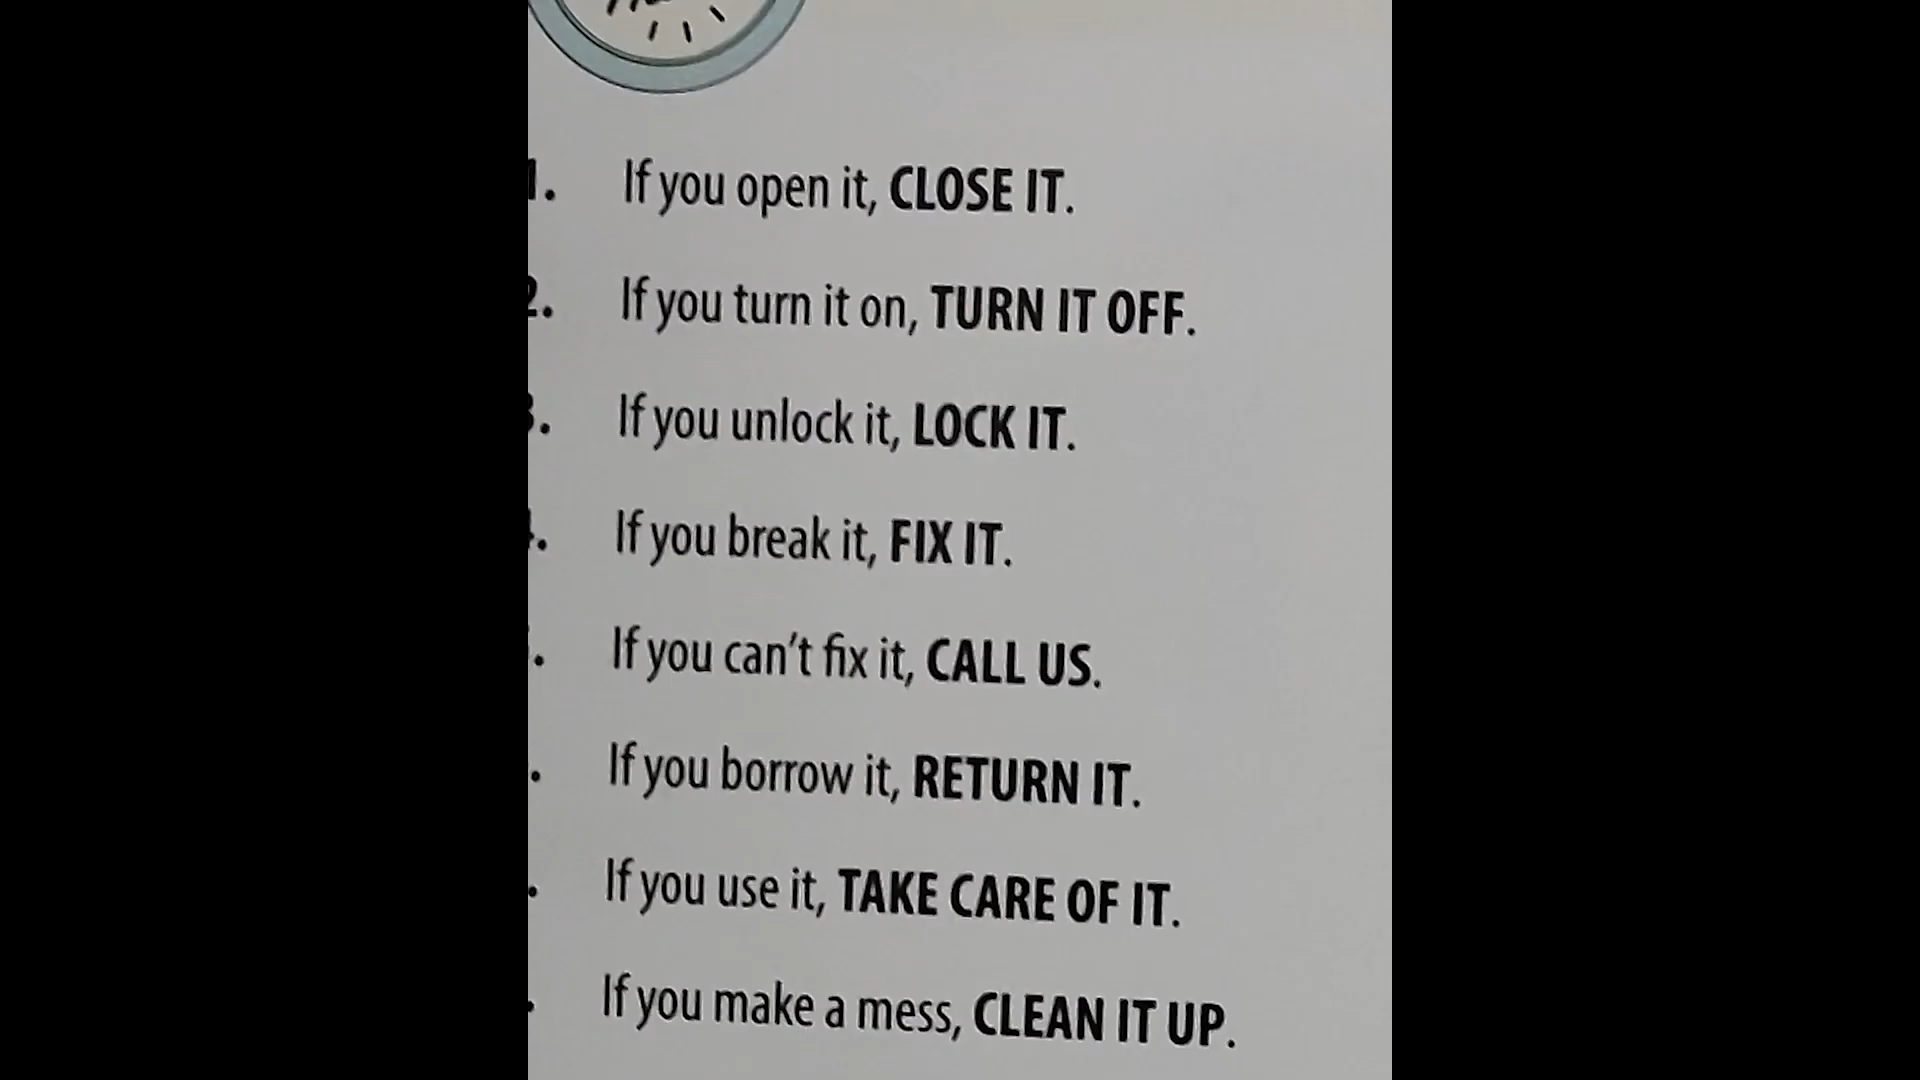 1. If you open it, CLOSE IT.
2. If you turn it on, TURN IT OFF.
3. If you unlock it, LOCK IT.
. If you break it, FIX IT.
. If you can't fix it, CALL US.
. If you borrow it, RETURN IT.
. If you use it, TAKE CARE OF IT.
. If you make a mess, CLEAN IT UP.